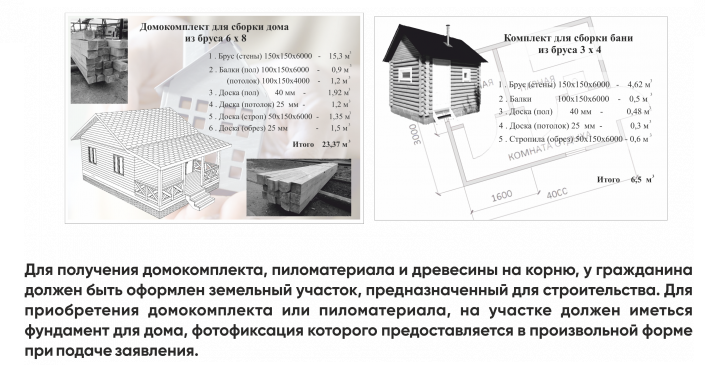 Домокомплект для сборки дома
из бруса 6 х 8
1 . Брус (стены) 150х150х6000 - 15,3 м³
2 . Балки (пол) 100х150х6000 - 0,9 м³
(потолок) 100х150х4000 - 1,2 м³
3 . Доска (пол) 40 мм - 1,92 м³
4 . Доска (потолок) 25 мм - 1,2 м³
5 . Доска (строп) 50х150х6000 - 1,35 м³
6 . Доска (обрез) 25 мм - 1,5 м³
Итого 23,37 м³
Комплект для сборки бани
из бруса 3 х 4
1 . Брус (стены) 150х150х6000 - 4,62 м³
2 . Балки 100х150х6000 - 0,5 м³
3 . Доска (пол) 40 мм - 0,48 м³
4 . Доска (потолок) 25 мм - 0,3 м³
5 . Стропила (обрез) 50х150х6000 - 0,6 м³
Итого 6,5 м³
3000
КОМНАТА
1600
40СС
Для получения домокомплекта, пиломатериала и древесины на корню, у гражданина
должен быть оформлен земельный участок, предназначенный для строительства. Для
приобретения домокомплекта или пиломатериала, на участке должен иметься
фундамент для дома, фотофиксация которого предоставляется в произвольной форме
при подаче заявления.